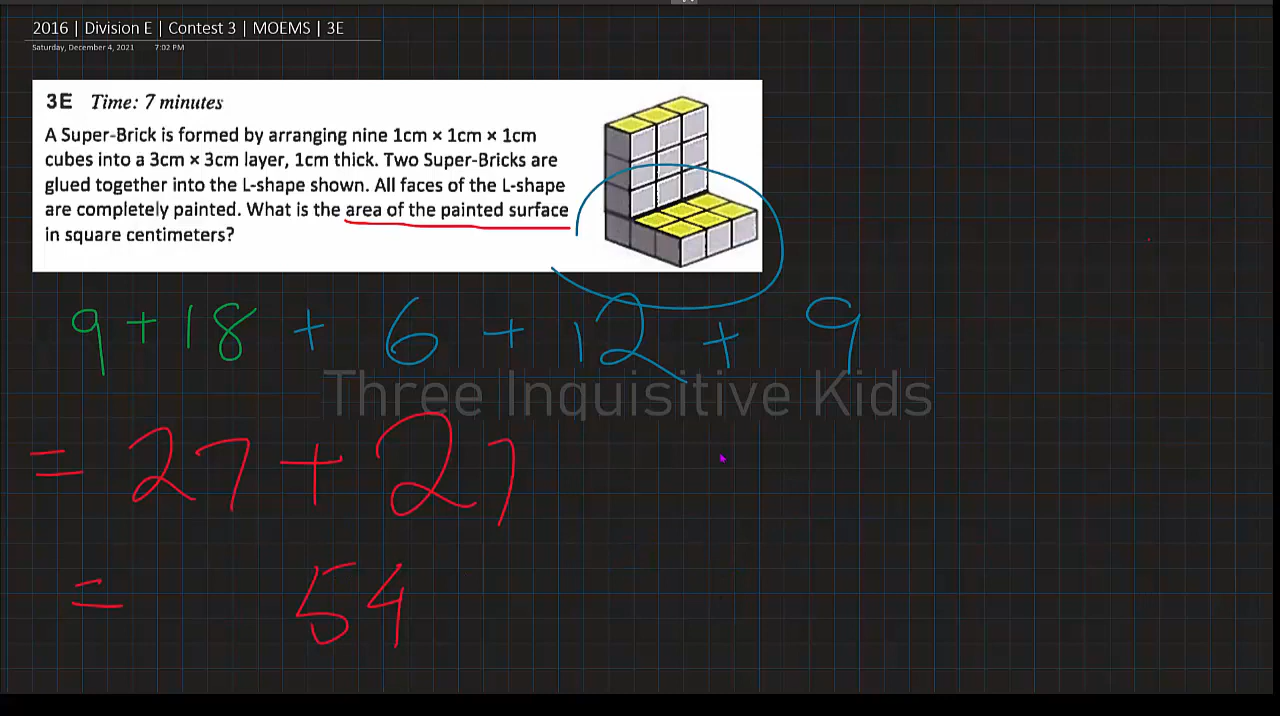 2016 | Division E | Contest 3 | MOEMS | 3E
Saturday, December 4, 2021 7:02 PM
3E Time: 7 minutes
A Super-Brick is formed by arranging nine 1cm × 1cm × 1cm
cubes into a 3cm × 3cm layer, 1cm thick. Two Super-Bricks are
glued together into the L-shape shown. All faces of the L-shape
are completely painted. What is the area of the painted surface
in square centimeters?
9 + 18 + 6 + 12 + 9
Three Inquisitive Kids
= 27 + 27
= 54